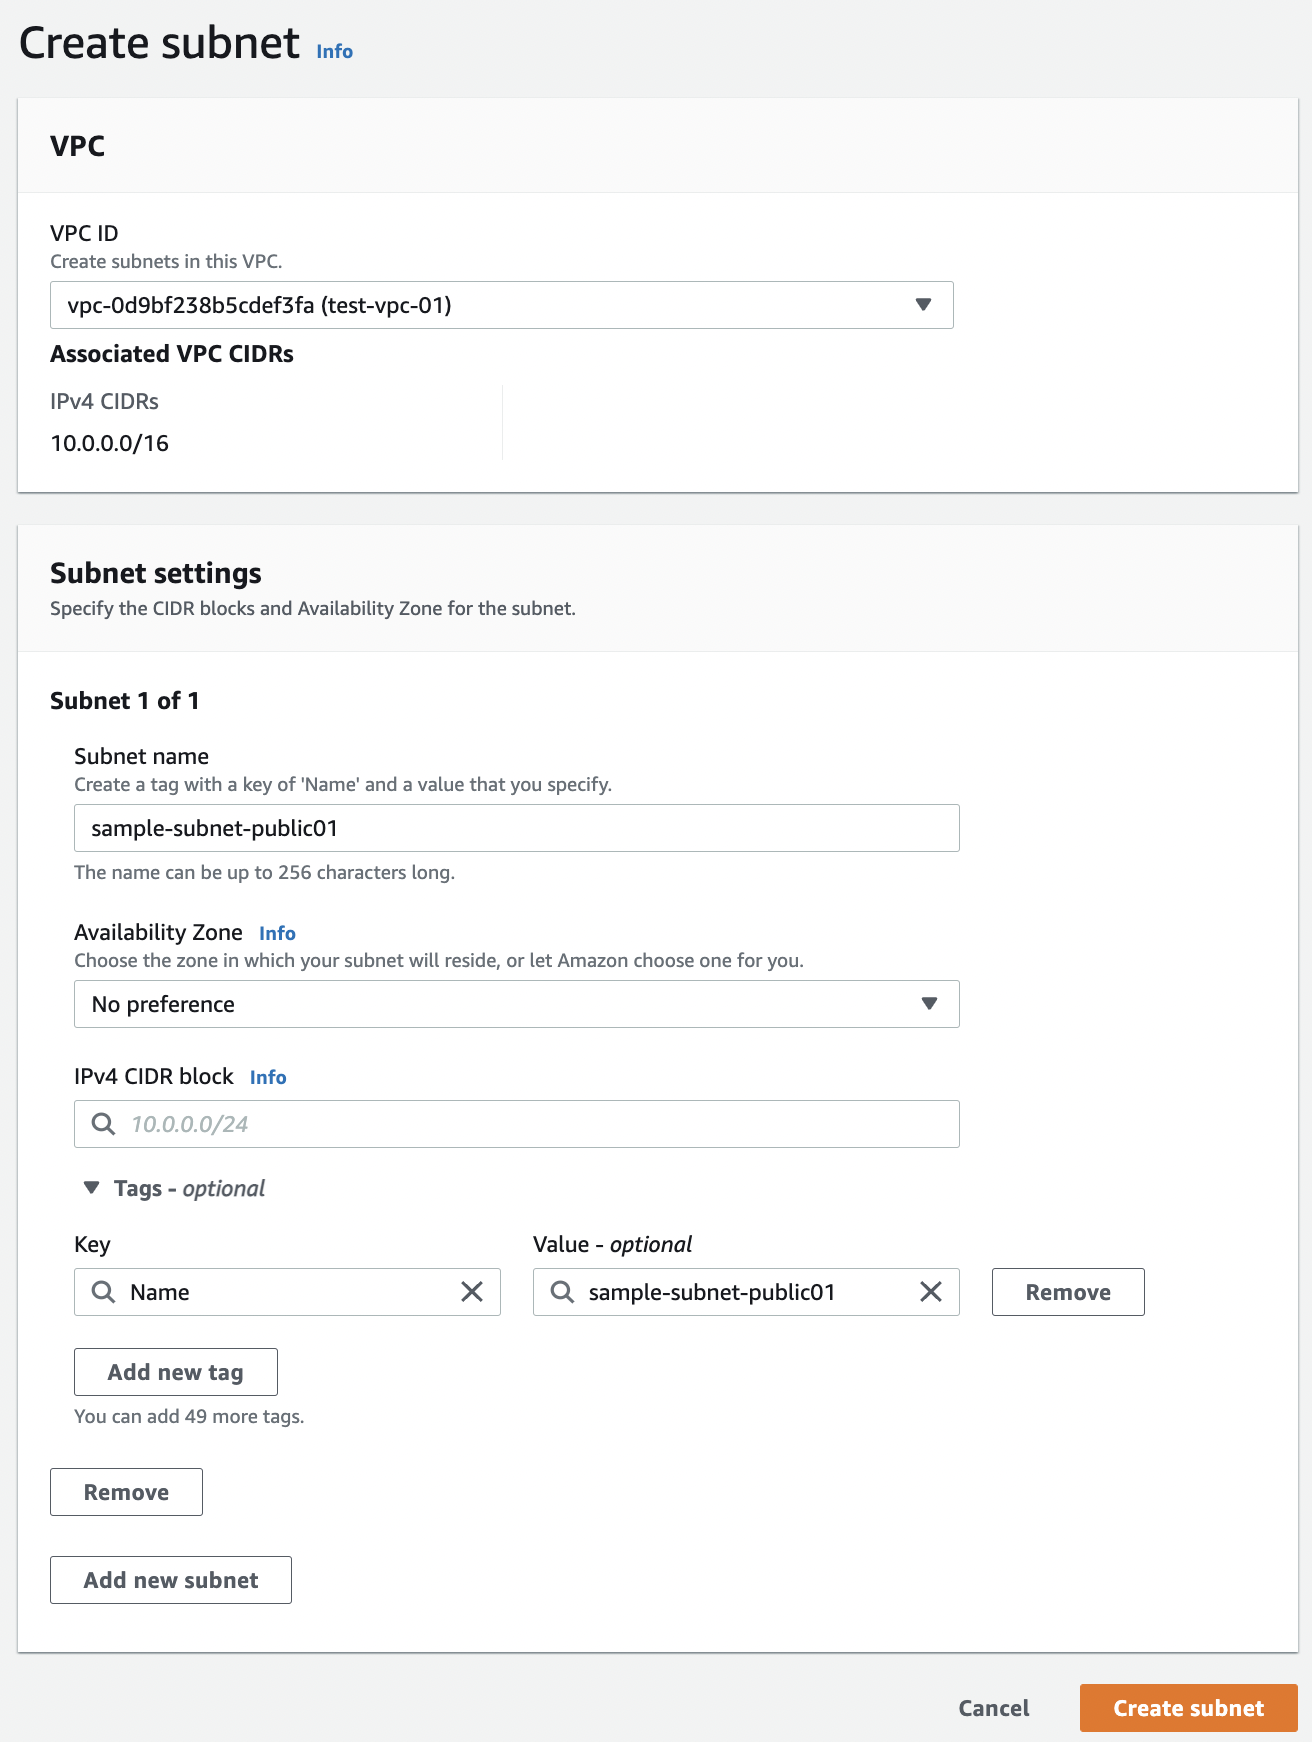 Create subnet Info
VPC
VPC ID
Create subnets in this VPC.
vpc-0d9bf238b5cdef3fa (test-vpc-01)
Associated VPC CIDRs
IPv4 CIDRs
10.0.0.0/16
Subnet settings
Specify the CIDR blocks and Availability Zone for the subnet.
Subnet 1 of 1
Subnet name
Create a tag with a key of 'Name' and a value that you specify.
sample-subnet-public01
The name can be up to 256 characters long.
Availability Zone Info
Choose the zone in which your subnet will reside, or let Amazon choose one for you.
No preference
IPv4 CIDR block Info
10.0.0.0/24
Tags - optional
Key Value - optional
Name sample-subnet-public01 Remove
Add new tag
You can add 49 more tags.
Remove
Add new subnet
Cancel Create subnet